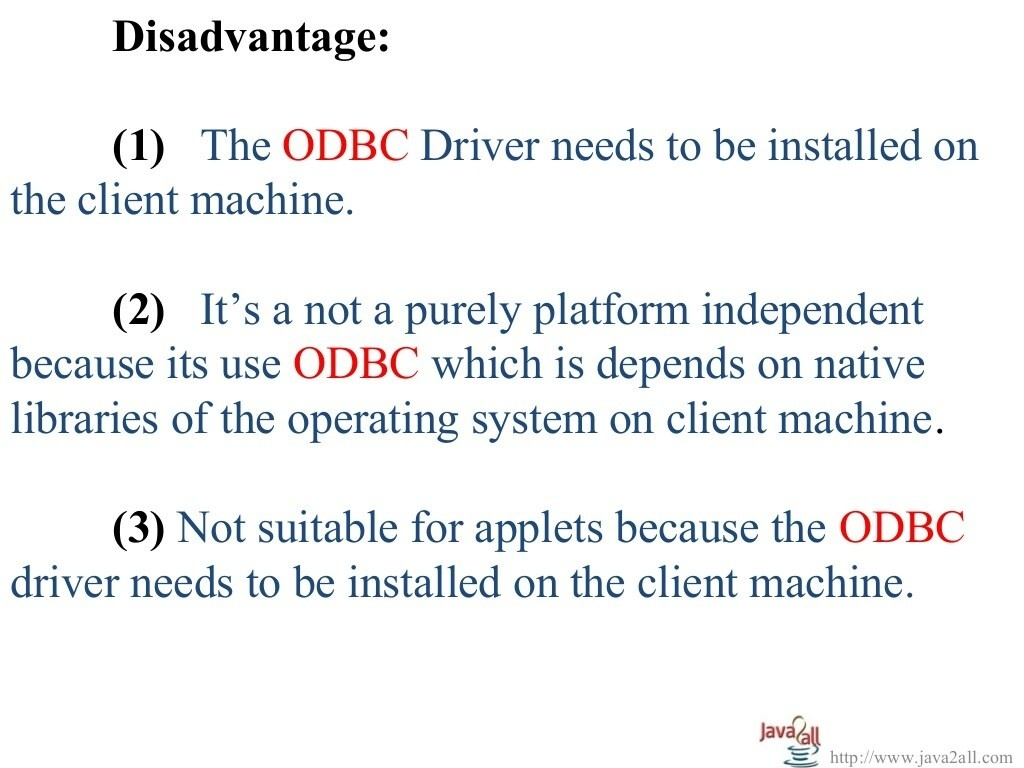 Disadvantage:
(1) The ODBC Driver needs to be installed on
the client machine.
(2) It’s a not a purely platform independent
because its use ODBC which is depends on native
libraries of the operating system on client machine.
(3) Not suitable for applets because the ODBC
driver needs to be installed on the client machine.
Java2all
http://www.java2all.com